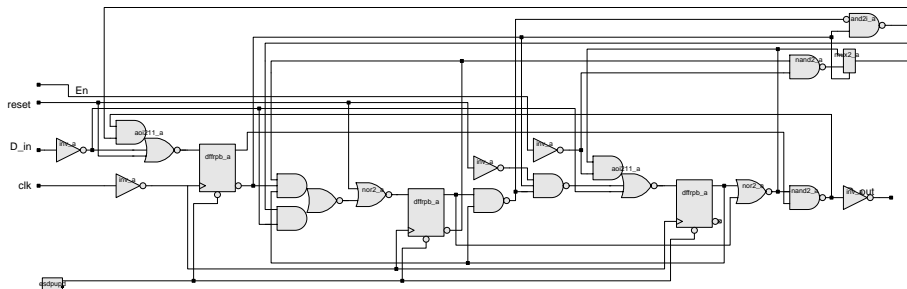 and2i_a
nand2_a
mux2_a
En
reset
aoi211_a
D_in
inv_a
dffrpb_a
inv_a
inv_a
aoi211_a
clk
inv_a
nor2_a
dffrpb_a
dffrpb_a
nor2_a
nand2_a
inv_a
out
esdpupd